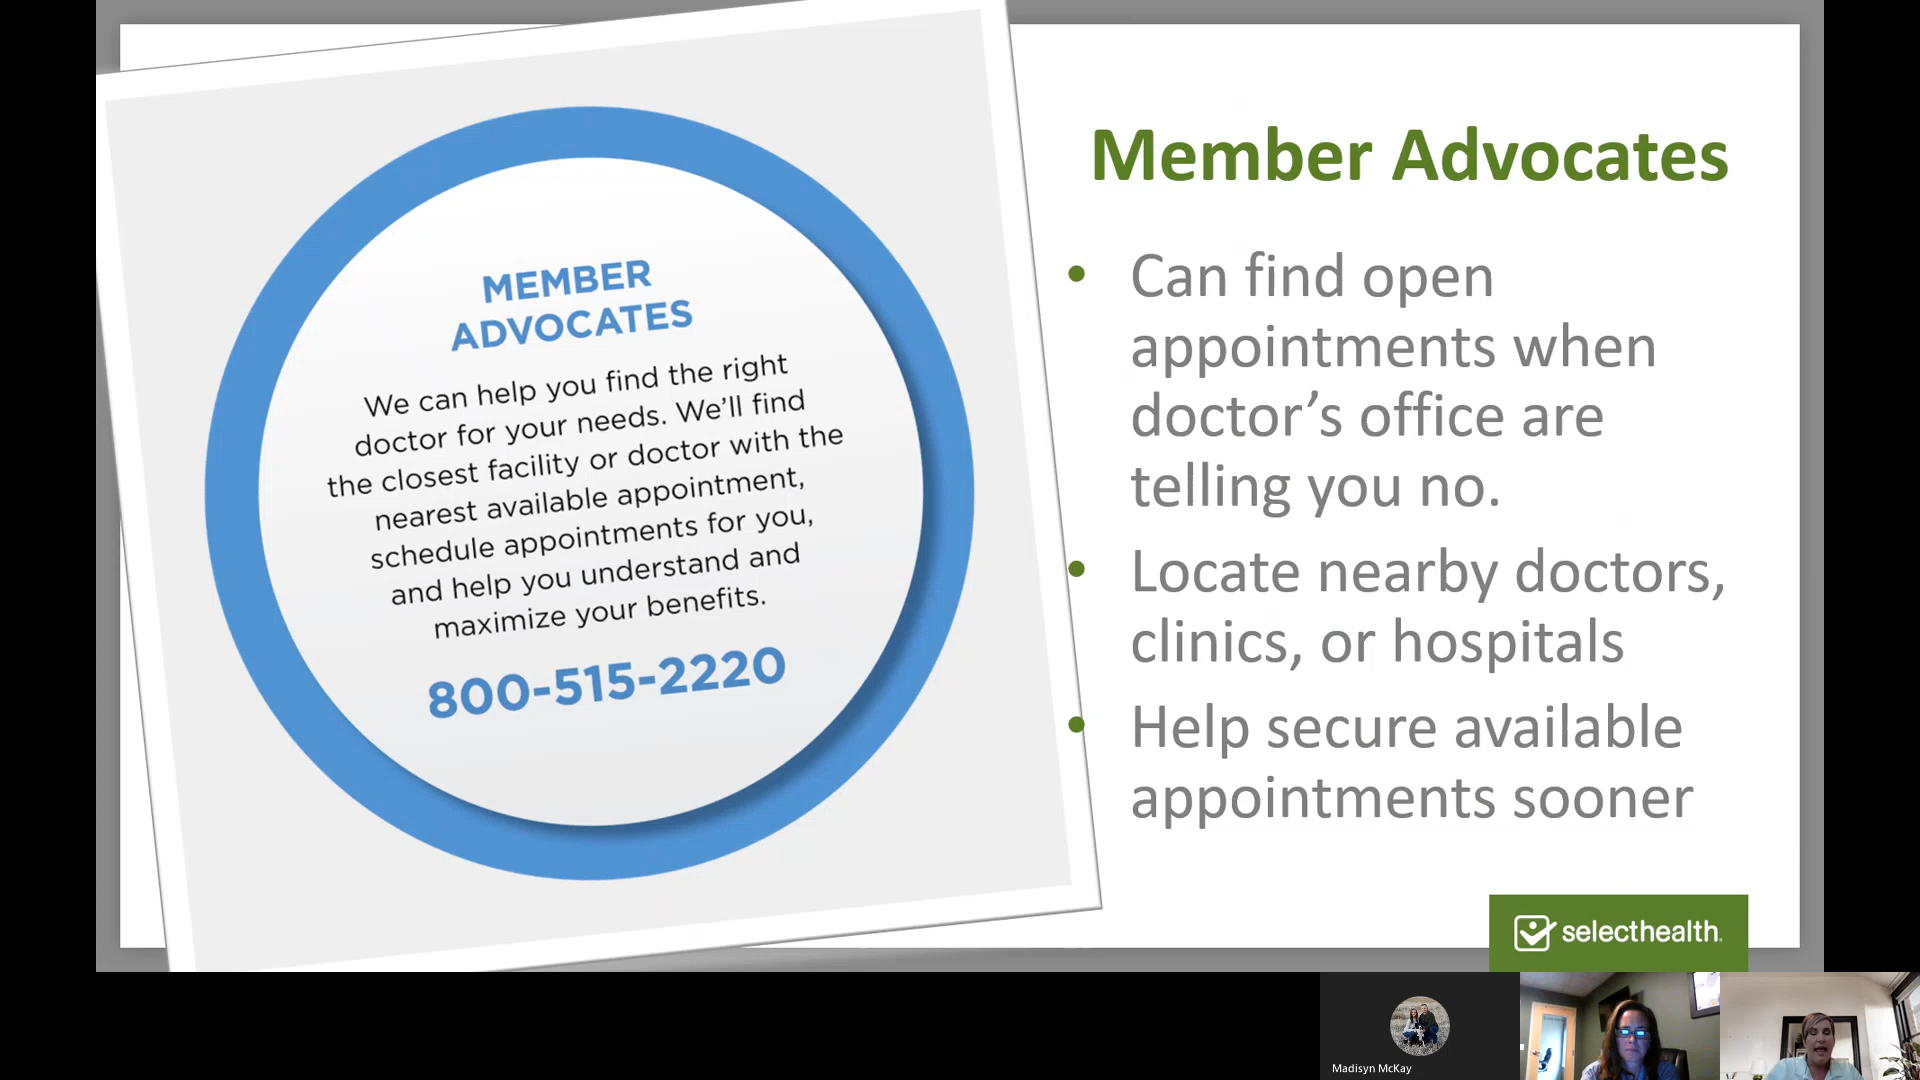 MEMBER
ADVOCATES
We can help you find the right
doctor for your needs. We'll find
the closest facility or doctor with the
nearest available appointment,
schedule appointments for you,
and help you understand and
maximize your benefits.
800-515-2220
Member Advocates
• Can find open
appointments when
doctor's office are
telling you no.
• Locate nearby doctors,
clinics, or hospitals
• Help secure available
appointments sooner
selecthealth.
Madisyn McKay